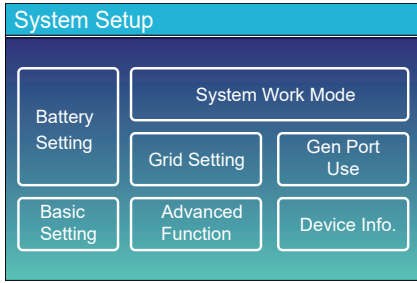 System Setup
Battery
Setting
System Work Mode
Grid Setting
Gen Port
Use
Basic
Setting
Advanced
Function
Device Info.